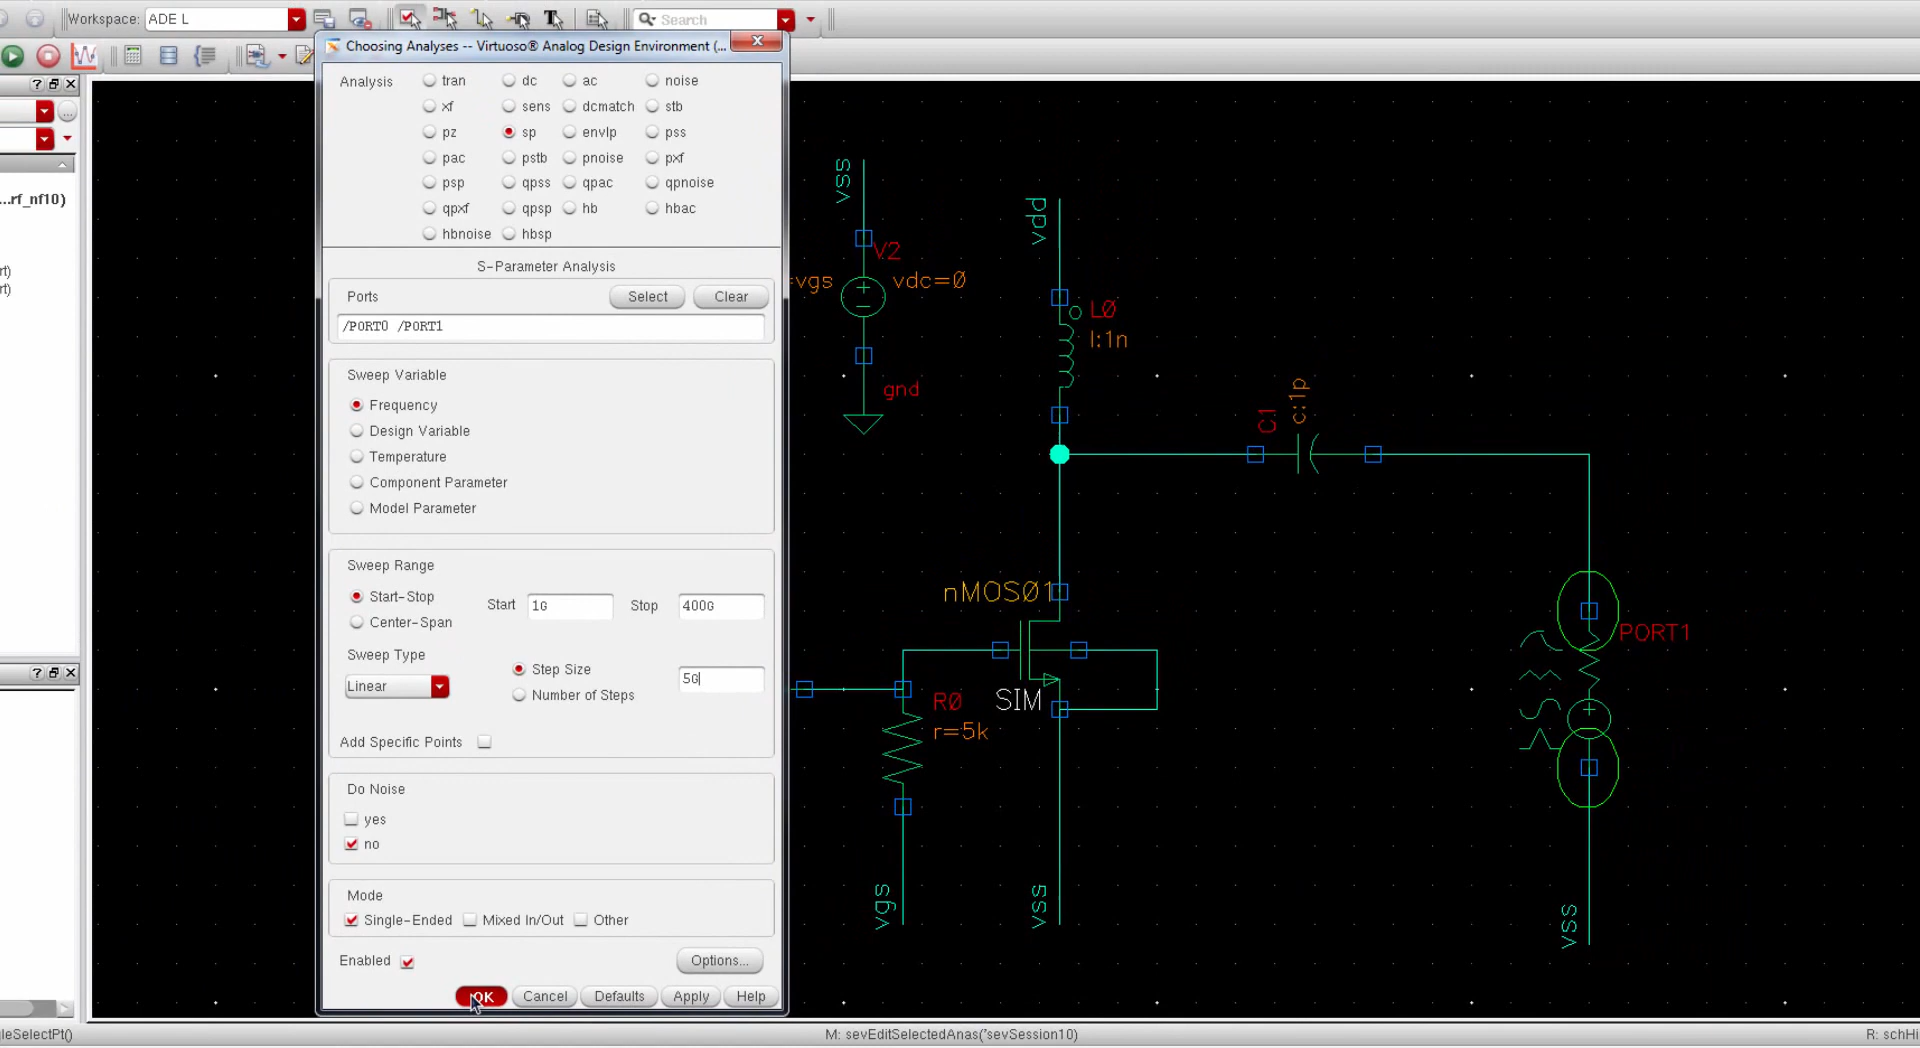 Workspace: ADE L
Search
Choosing Analyses -- Virtuoso® Analog Design Environment (...
Analysis tran dc ac noise
xf sens dcmatch stb
pz sp envlp pss
pac pstb pnoise pxf
psp qpss qpac qpnoise
qpxf qpsp hb hbac
hbnoise hbsp
S-Parameter Analysis
Ports Select Clear
/PORT0 /PORT1
Sweep Variable
Frequency
Design Variable
Temperature
Component Parameter
Model Parameter
Sweep Range
Start-Stop Start 1G Stop 400G
Center-Span
Sweep Type
Linear Step Size 5G
Number of Steps
Add Specific Points
Do Noise
yes
no
Mode
Single-Ended Mixed In/Out Other
Enabled Options...
OK Cancel Defaults Apply Help
...rf_nf10)
rt)
rt)
vss
V2
=vgs vdc=0
gnd
vdd
L0
l:1n
C1
c:1p
nMOS01
SIM
R0
r=5k
vgs
vss
PORT1
vss
gleSelectPt() M: sevEditSelectedAnas('sevSession10) R: schHi